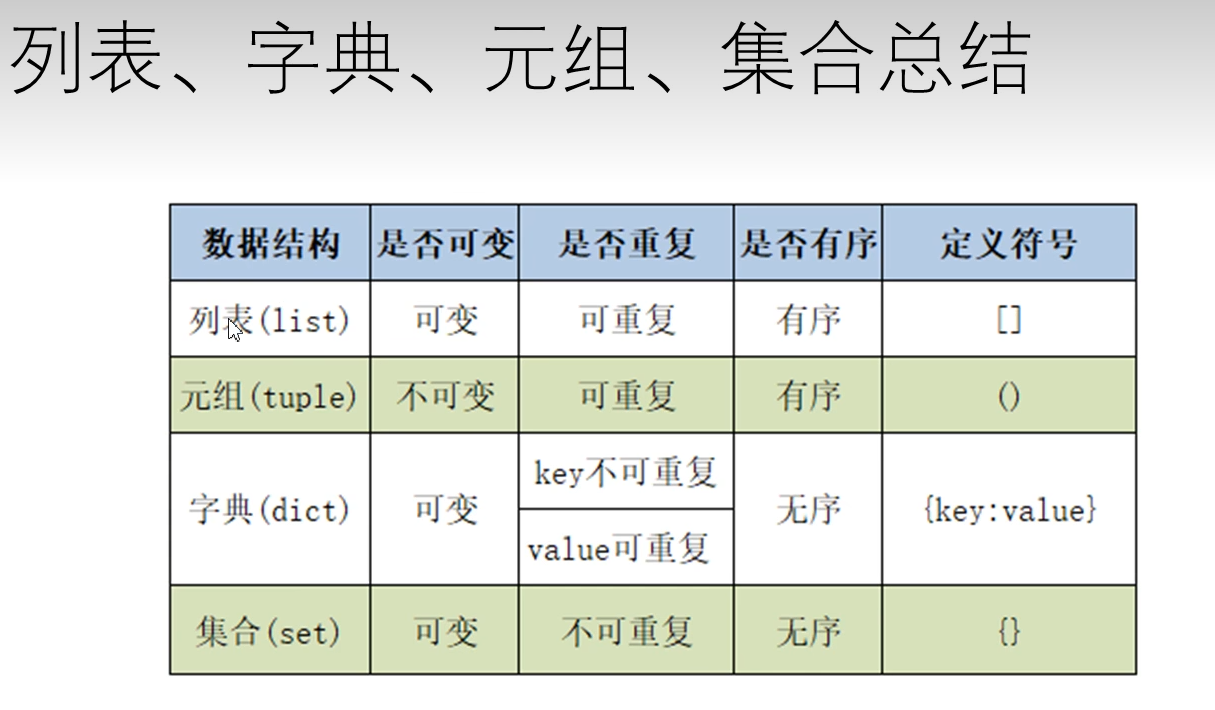 列表、字典、元组、集合总结
数据结构 是否可变 是否重复 是否有序 定义符号
列表(list) 可变 可重复 有序 []
元组(tuple) 不可变 可重复 有序 ()
key不可重复
字典(dict) 可变 无序 {key:value}
value可重复
集合(set) 可变 不可重复 无序 {}